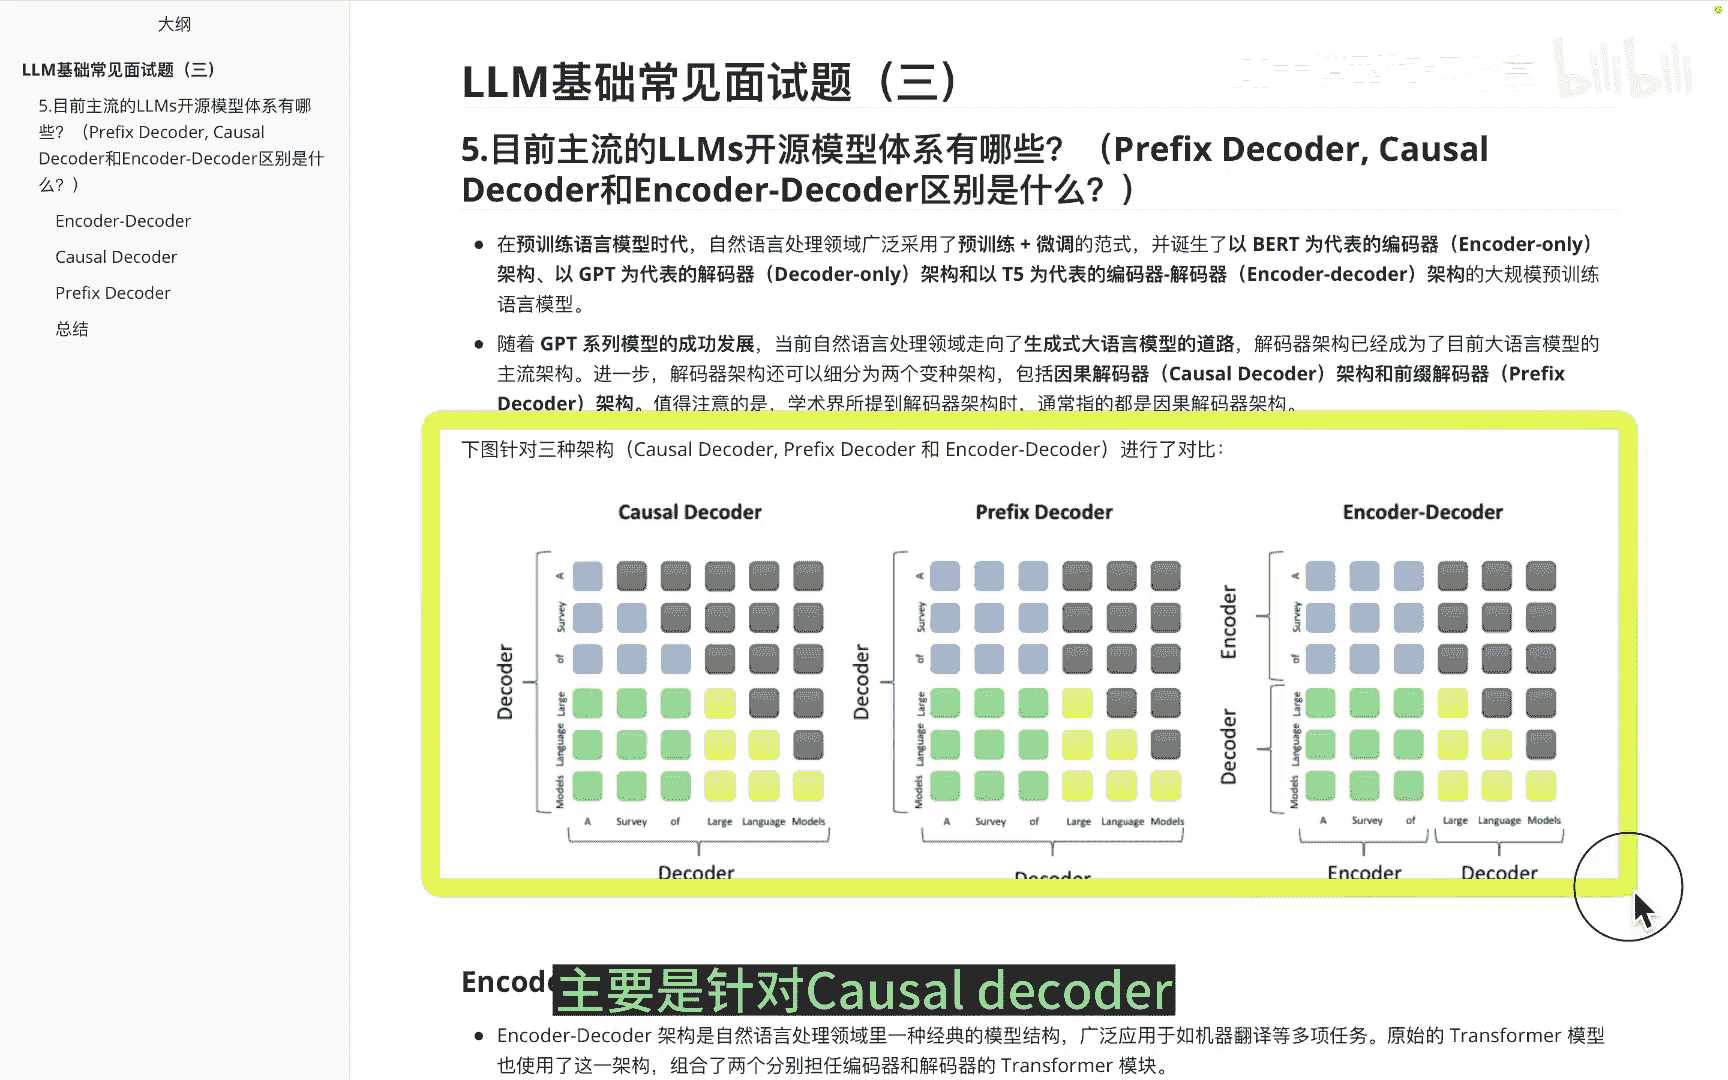 大纲
LLM基础常见面试题（三）
5.目前主流的LLMs开源模型体系有哪
些？（Prefix Decoder, Causal
Decoder和Encoder-Decoder区别是什
么？）
Encoder-Decoder
Causal Decoder
Prefix Decoder
总结
bilibili
LLM基础常见面试题（三）
5.目前主流的LLMs开源模型体系有哪些？（Prefix Decoder, Causal
Decoder和Encoder-Decoder区别是什么？）
● 在预训练语言模型时代，自然语言处理领域广泛采用了预训练 + 微调的范式，并诞生了以 BERT 为代表的编码器（Encoder-only）
架构、以 GPT 为代表的解码器（Decoder-only）架构和以 T5 为代表的编码器-解码器（Encoder-decoder）架构的大规模预训练
语言模型。
● 随着 GPT 系列模型的成功发展，当前自然语言处理领域走向了生成式大语言模型的道路，解码器架构已经成为了目前大语言模型的
主流架构。进一步，解码器架构还可以细分为两个变种架构，包括因果解码器（Causal Decoder）架构和前缀解码器（Prefix
Decoder）架构。值得注意的是，学术界所提到解码器架构时，通常指的都是因果解码器架构。
下图针对三种架构（Causal Decoder, Prefix Decoder 和 Encoder-Decoder）进行了对比：
Causal Decoder
Decoder
A
Survey
of
Large
Language
Models
A Survey of Large Language Models
Decoder
Prefix Decoder
Decoder
A
Survey
of
Large
Language
Models
A Survey of Large Language Models
Decoder
Encoder-Decoder
Encoder
Decoder
A
Survey
of
Large
Language
Models
A Survey of Large Language Models
Encoder Decoder
主要是针对Causal decoder
● Encoder-Decoder 架构是自然语言处理领域里一种经典的模型结构，广泛应用于如机器翻译等多项任务。原始的 Transformer 模型
也使用了这一架构，组合了两个分别担任编码器和解码器的 Transformer 模块。